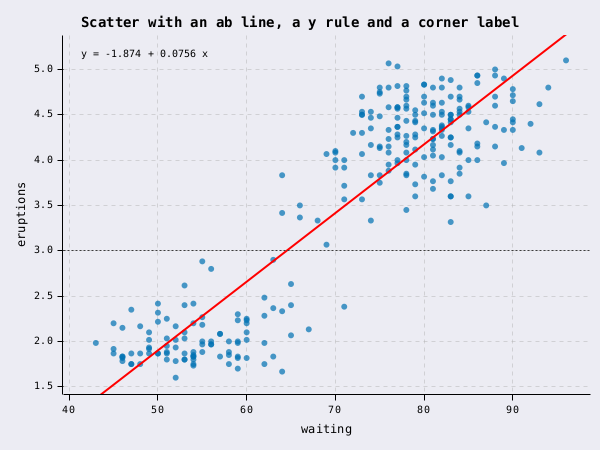 Scatter with an ab line, a y rule and a corner label
y = -1.874 + 0.0756 x
5.0
4.5
4.0
3.5
3.0
2.5
2.0
1.5
eruptions
40 50 60 70 80 90
waiting